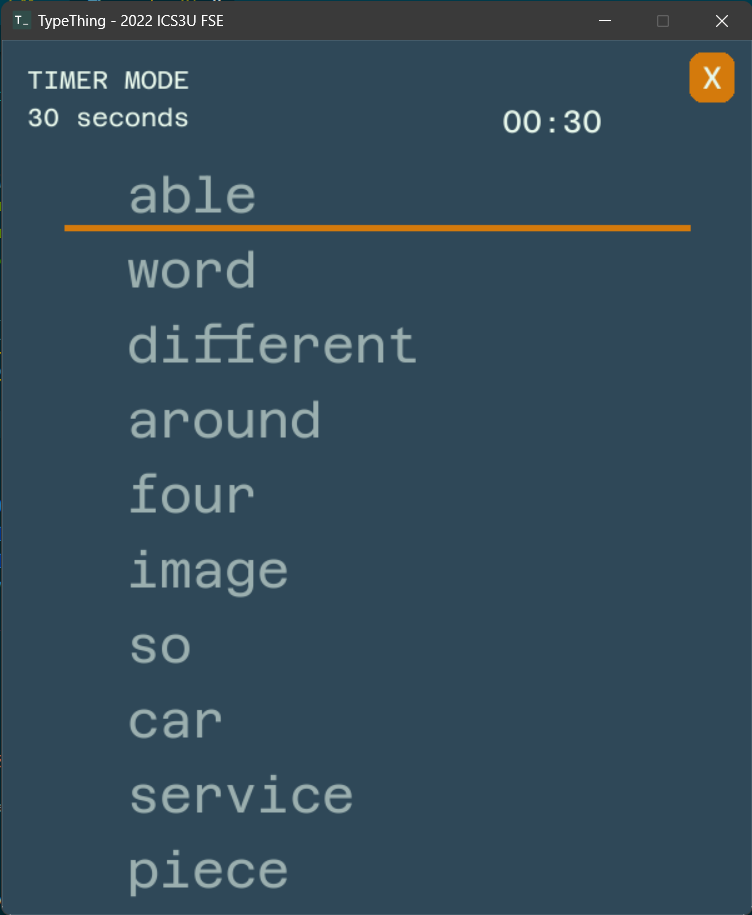 T_ TypeThing - 2022 ICS3U FSE
TIMER MODE
X
30 seconds
00:30
able
word
different
around
four
image
so
car
service
piece